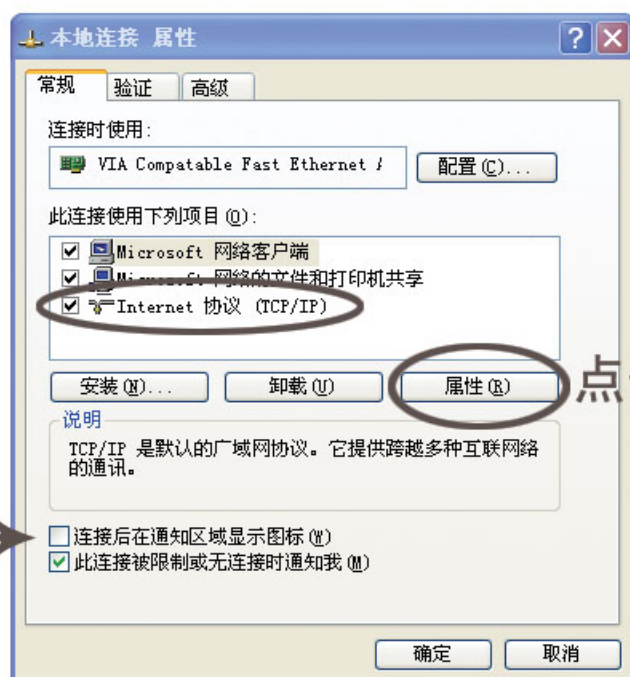 本地连接 属性
常规 验证 高级
连接时使用:
VIA Compatable Fast Ethernet
配置(C)...
此连接使用下列项目(O):
Microsoft 网络客户端
Microsoft 网络的文件和打印机共享
Internet 协议 (TCP/IP)
安装(N)... 卸载(U) 属性(R)
点
说明
TCP/IP 是默认的广域网协议。它提供跨越多种互联网络
的通讯。
连接后在通知区域显示图标(W)
此连接被限制或无连接时通知我(M)
确定 取消